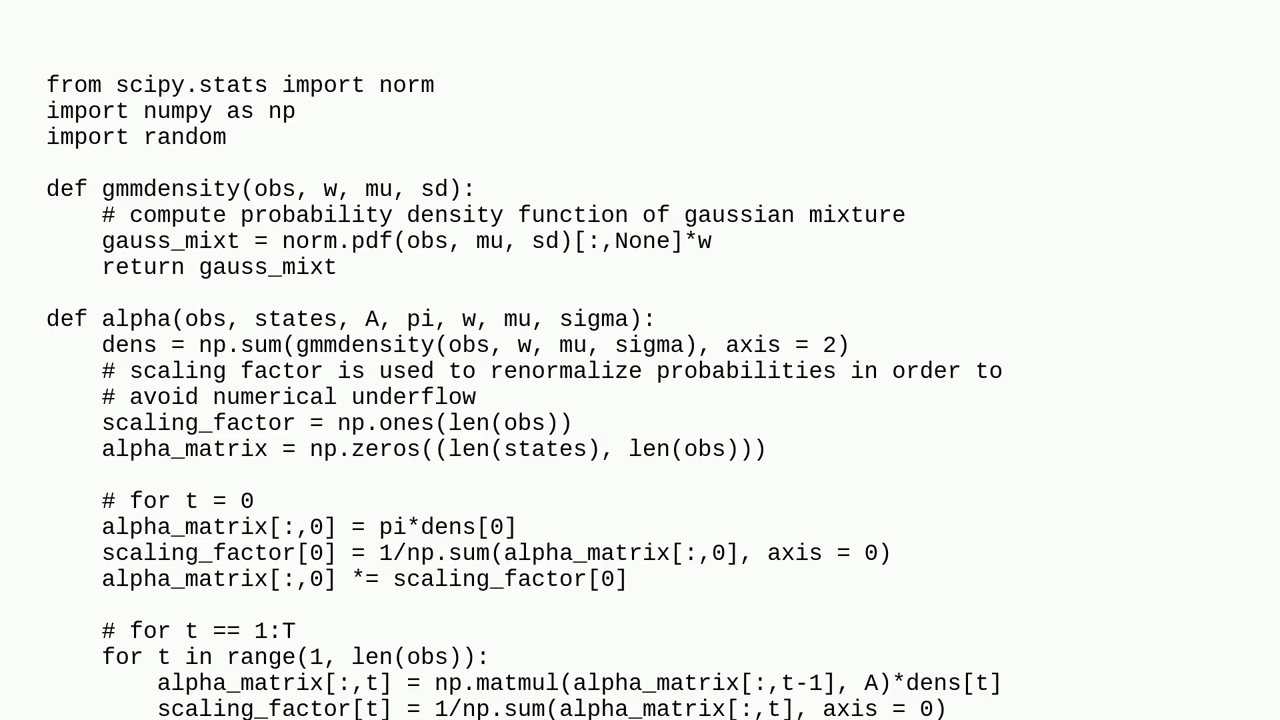 from scipy.stats import norm
import numpy as np
import random
def gmmdensity(obs, w, mu, sd):
# compute probability density function of gaussian mixture
gauss_mixt = norm.pdf(obs, mu, sd)[:,None]*w
return gauss_mixt
def alpha(obs, states, A, pi, w, mu, sigma):
dens = np.sum(gmmdensity(obs, w, mu, sigma), axis = 2)
# scaling factor is used to renormalize probabilities in order to
# avoid numerical underflow
scaling_factor = np.ones(len(obs))
alpha_matrix = np.zeros((len(states), len(obs)))
# for t = 0
alpha_matrix[:,0] = pi*dens[0]
scaling_factor[0] = 1/np.sum(alpha_matrix[:,0], axis = 0)
alpha_matrix[:,0] *= scaling_factor[0]
# for t == 1:T
for t in range(1, len(obs)):
alpha_matrix[:,t] = np.matmul(alpha_matrix[:,t-1], A)*dens[t]
scaling_factor[t] = 1/np.sum(alpha_matrix[:,t], axis = 0)